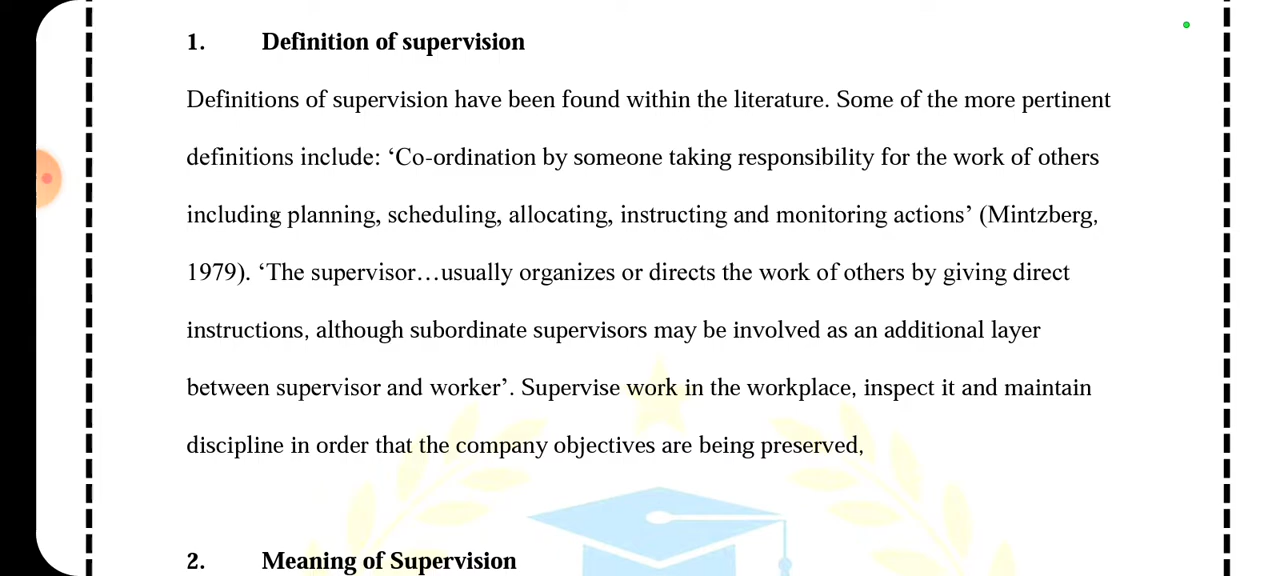 1. Definition of supervision
Definitions of supervision have been found within the literature. Some of the more pertinent
definitions include: ‘Co-ordination by someone taking responsibility for the work of others
including planning, scheduling, allocating, instructing and monitoring actions’ (Mintzberg,
1979). ‘The supervisor…usually organizes or directs the work of others by giving direct
instructions, although subordinate supervisors may be involved as an additional layer
between supervisor and worker’. Supervise work in the workplace, inspect it and maintain
discipline in order that the company objectives are being preserved,
2. Meaning of Supervision